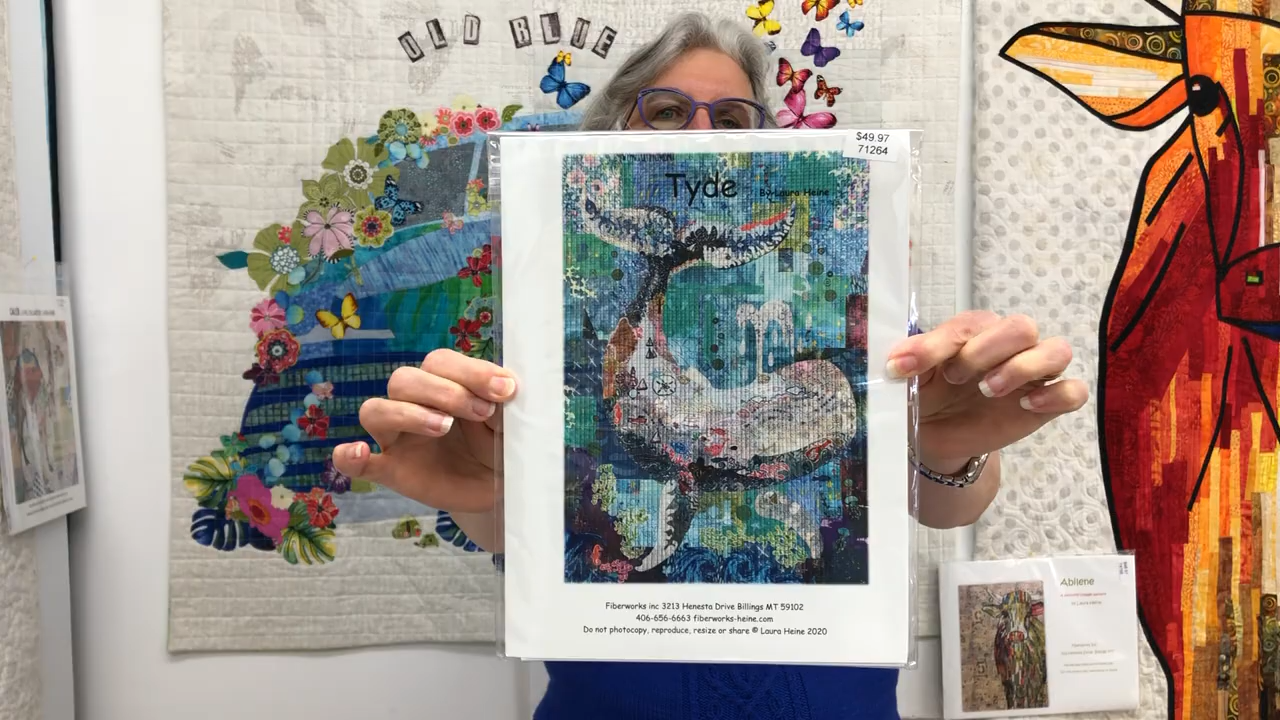 OLD BLUE
$49.97
71264
Tyde
By Laura Heine
Fiberworks inc 3213 Henesta Drive Billings MT 59102
406-656-6663 fiberworks-heine.com
Do not photocopy, reproduce, resize or share © Laura Heine 2020
Abilene